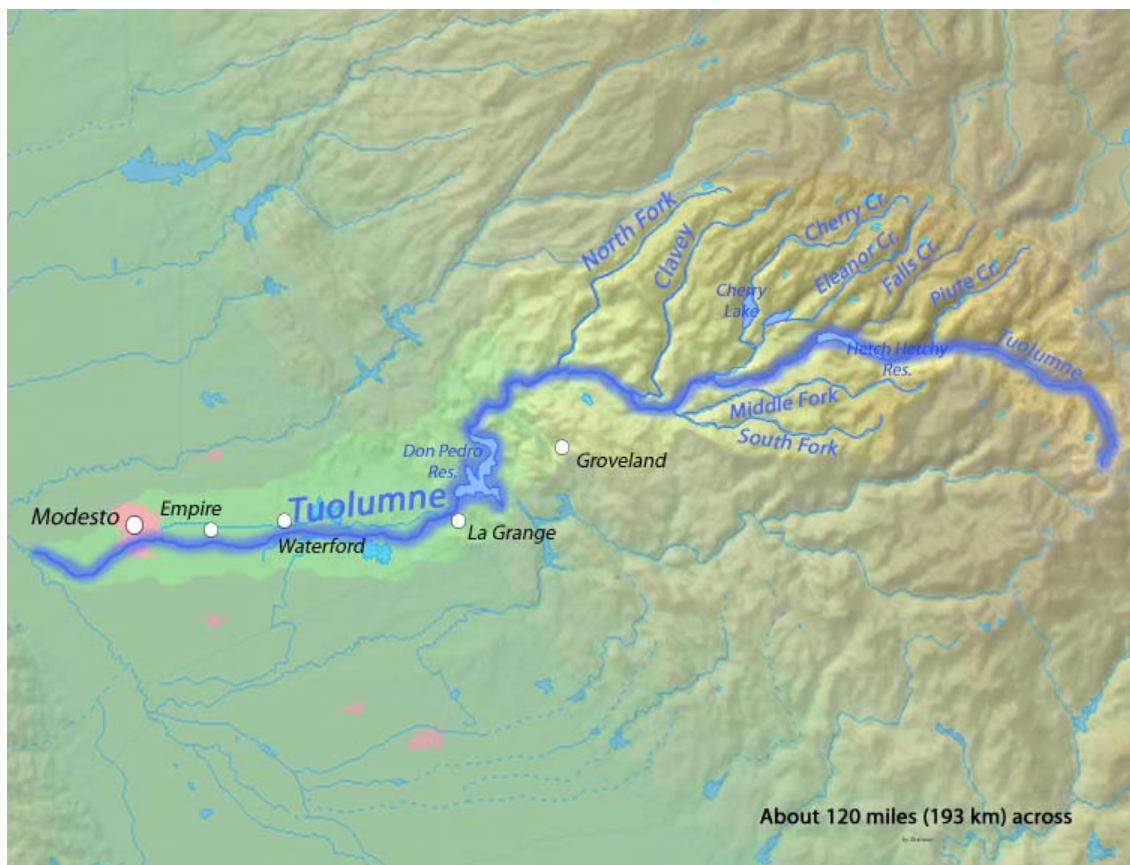 North Fork
Clavey
Cherry Cr.
Eleanor Cr.
Falls Cr.
Piute Cr.
Cherry
Lake
Hetch Hetchy
Res.
Tuolumne
Middle Fork
South Fork
Don Pedro
Res.
Groveland
Tuolumne
Modesto
Empire
Waterford
La Grange
About 120 miles (193 km) across